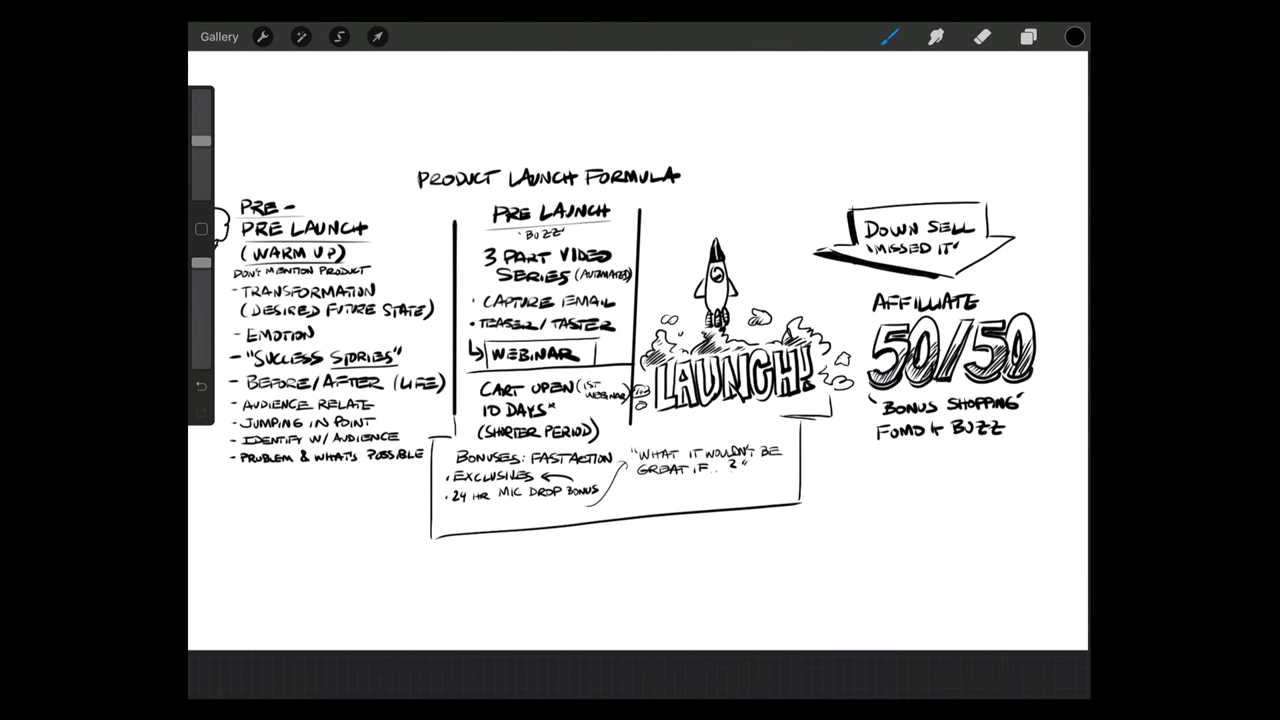 Gallery
PRODUCT LAUNCH FORMULA
PRE -
PRE LAUNCH
(WARM UP)
DON'T MENTION PRODUCT
- TRANSFORMATION
(DESIRED FUTURE STATE)
- EMOTION
- "SUCCESS STORIES"
- BEFORE/AFTER (LIFE)
- AUDIENCE RELATE
- JUMPING IN POINT
- IDENTIFY W/ AUDIENCE
- PROBLEM & WHAT'S POSSIBLE
PRE LAUNCH
"BUZZ"
3 PART VIDEO
SERIES (AUTOMATED)
• CAPTURE EMAIL
• TEASER/TASTER
WEBINAR
CART OPEN (1ST WEBINAR)
10 DAYS*
(SHORTER PERIOD)
BONUSES: FAST ACTION
• EXCLUSIVES
• 24 HR MIC DROP BONUS
"WHAT IT WOULDN'T BE
GREAT IF...?"
LAUNCH!
DOWN SELL
"MISSED IT"
AFFILLIATE
50/50
"BONUS SHOPPING"
FOMO & BUZZ